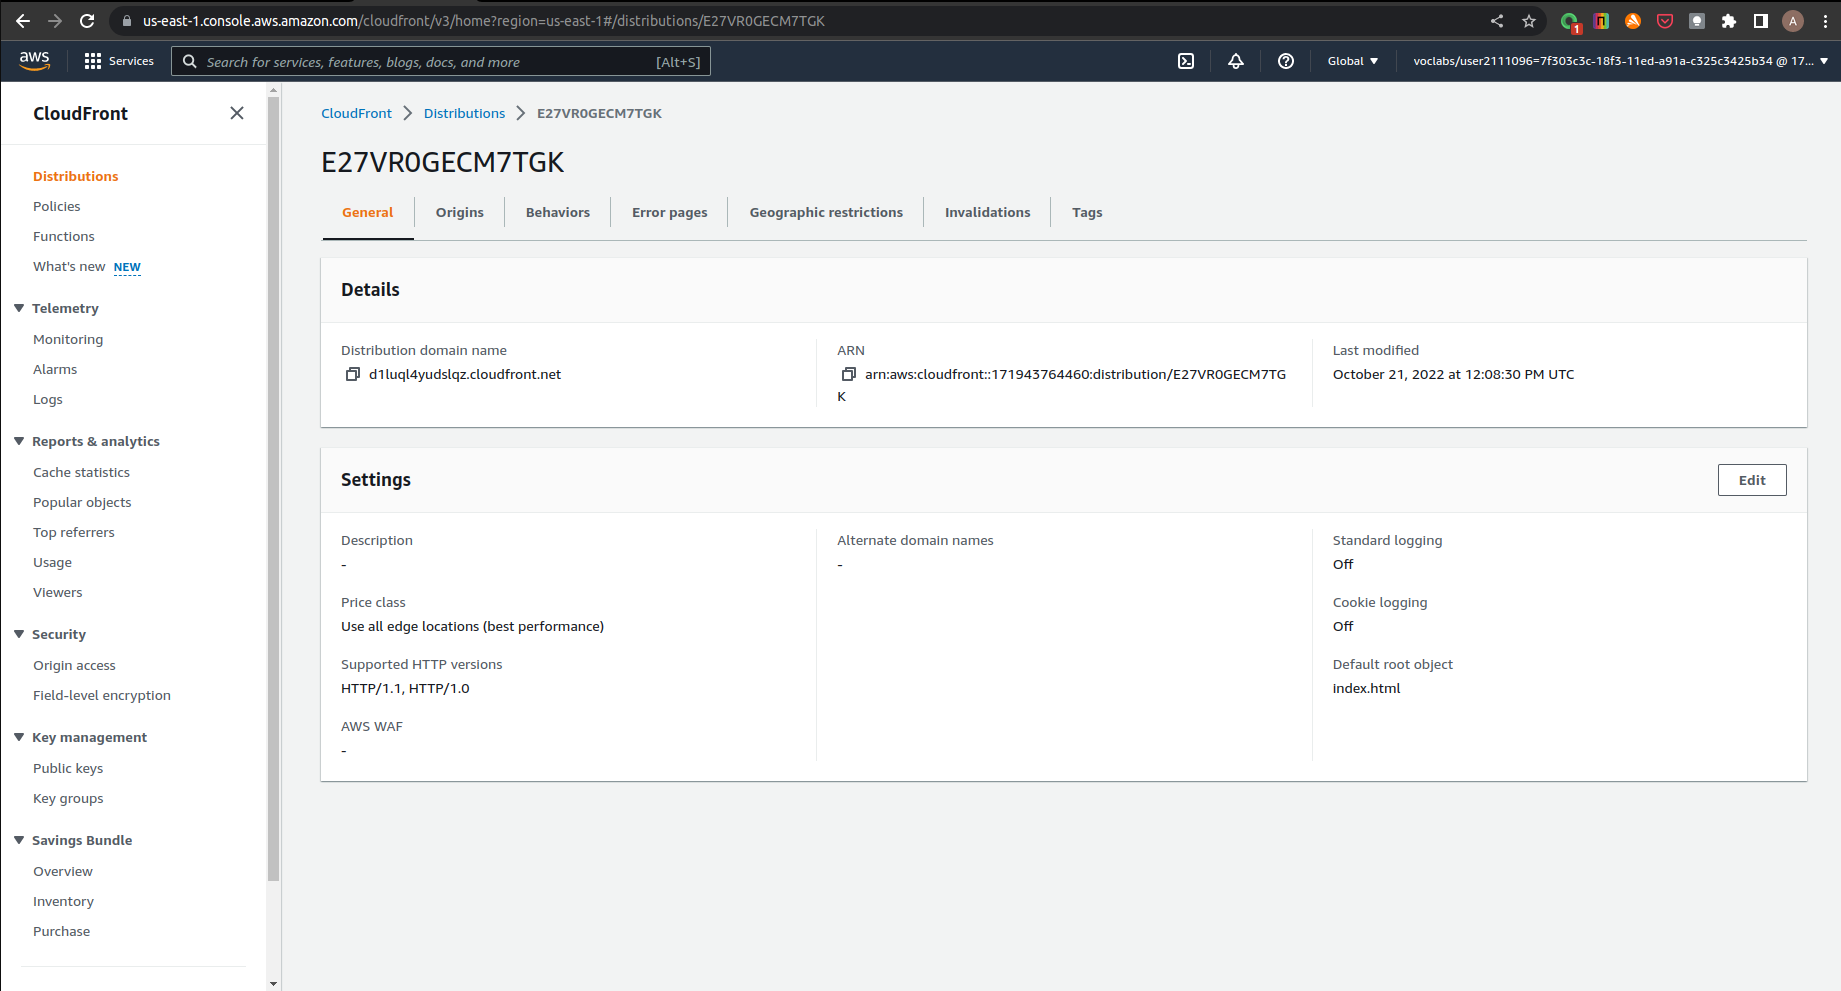 us-east-1.console.aws.amazon.com/cloudfront/v3/home?region=us-east-1#/distributions/E27VR0GECM7TGK
1
A
aws
Services
Search for services, features, blogs, docs, and more
[Alt+S]
Global
voclabs/user2111096=7f303c3c-18f3-11ed-a91a-c325c3425b34 @ 17...
CloudFront
Distributions
Policies
Functions
What's new NEW
Telemetry
Monitoring
Alarms
Logs
Reports & analytics
Cache statistics
Popular objects
Top referrers
Usage
Viewers
Security
Origin access
Field-level encryption
Key management
Public keys
Key groups
Savings Bundle
Overview
Inventory
Purchase
CloudFront > Distributions > E27VR0GECM7TGK
E27VR0GECM7TGK
General
Origins
Behaviors
Error pages
Geographic restrictions
Invalidations
Tags
Details
Distribution domain name
d1luql4yudslqz.cloudfront.net
ARN
arn:aws:cloudfront::171943764460:distribution/E27VR0GECM7TG
K
Last modified
October 21, 2022 at 12:08:30 PM UTC
Settings
Edit
Description
-
Price class
Use all edge locations (best performance)
Supported HTTP versions
HTTP/1.1, HTTP/1.0
AWS WAF
-
Alternate domain names
-
Standard logging
Off
Cookie logging
Off
Default root object
index.html